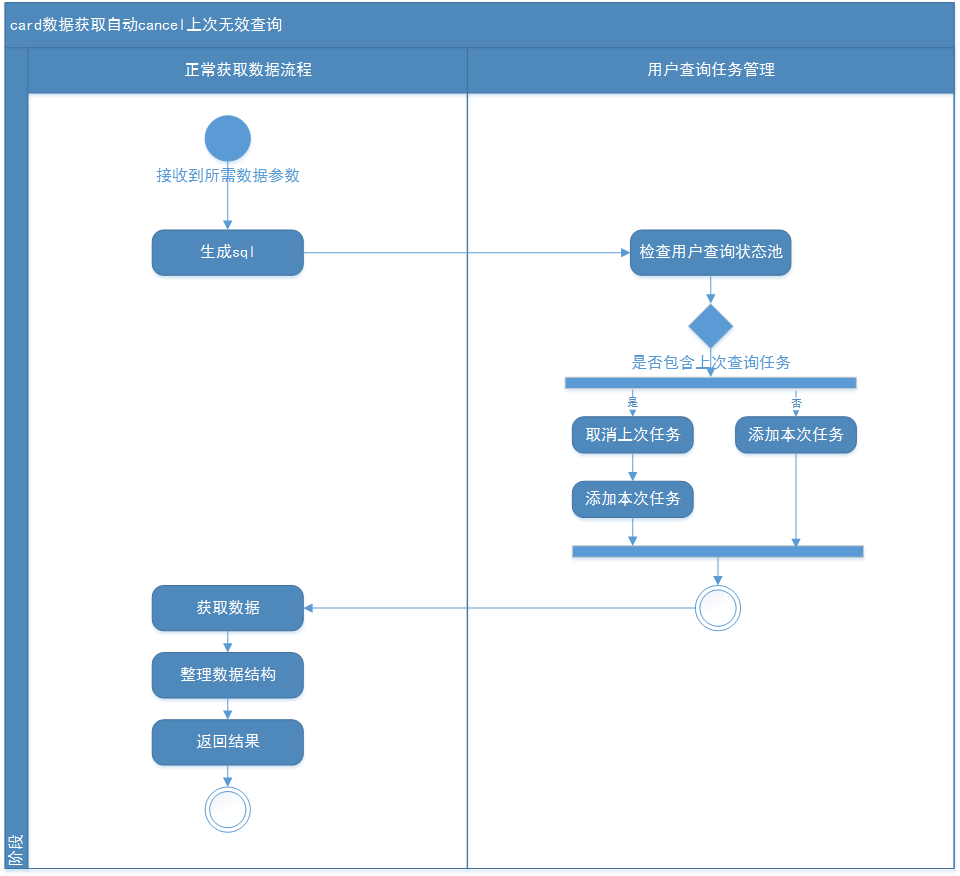 card数据获取自动cancel上次无效查询
正常获取数据流程
用户查询任务管理
接收到所需数据参数
生成sql
检查用户查询状态池
是否包含上次查询任务
是
否
取消上次任务
添加本次任务
添加本次任务
获取数据
整理数据结构
返回结果
阶段